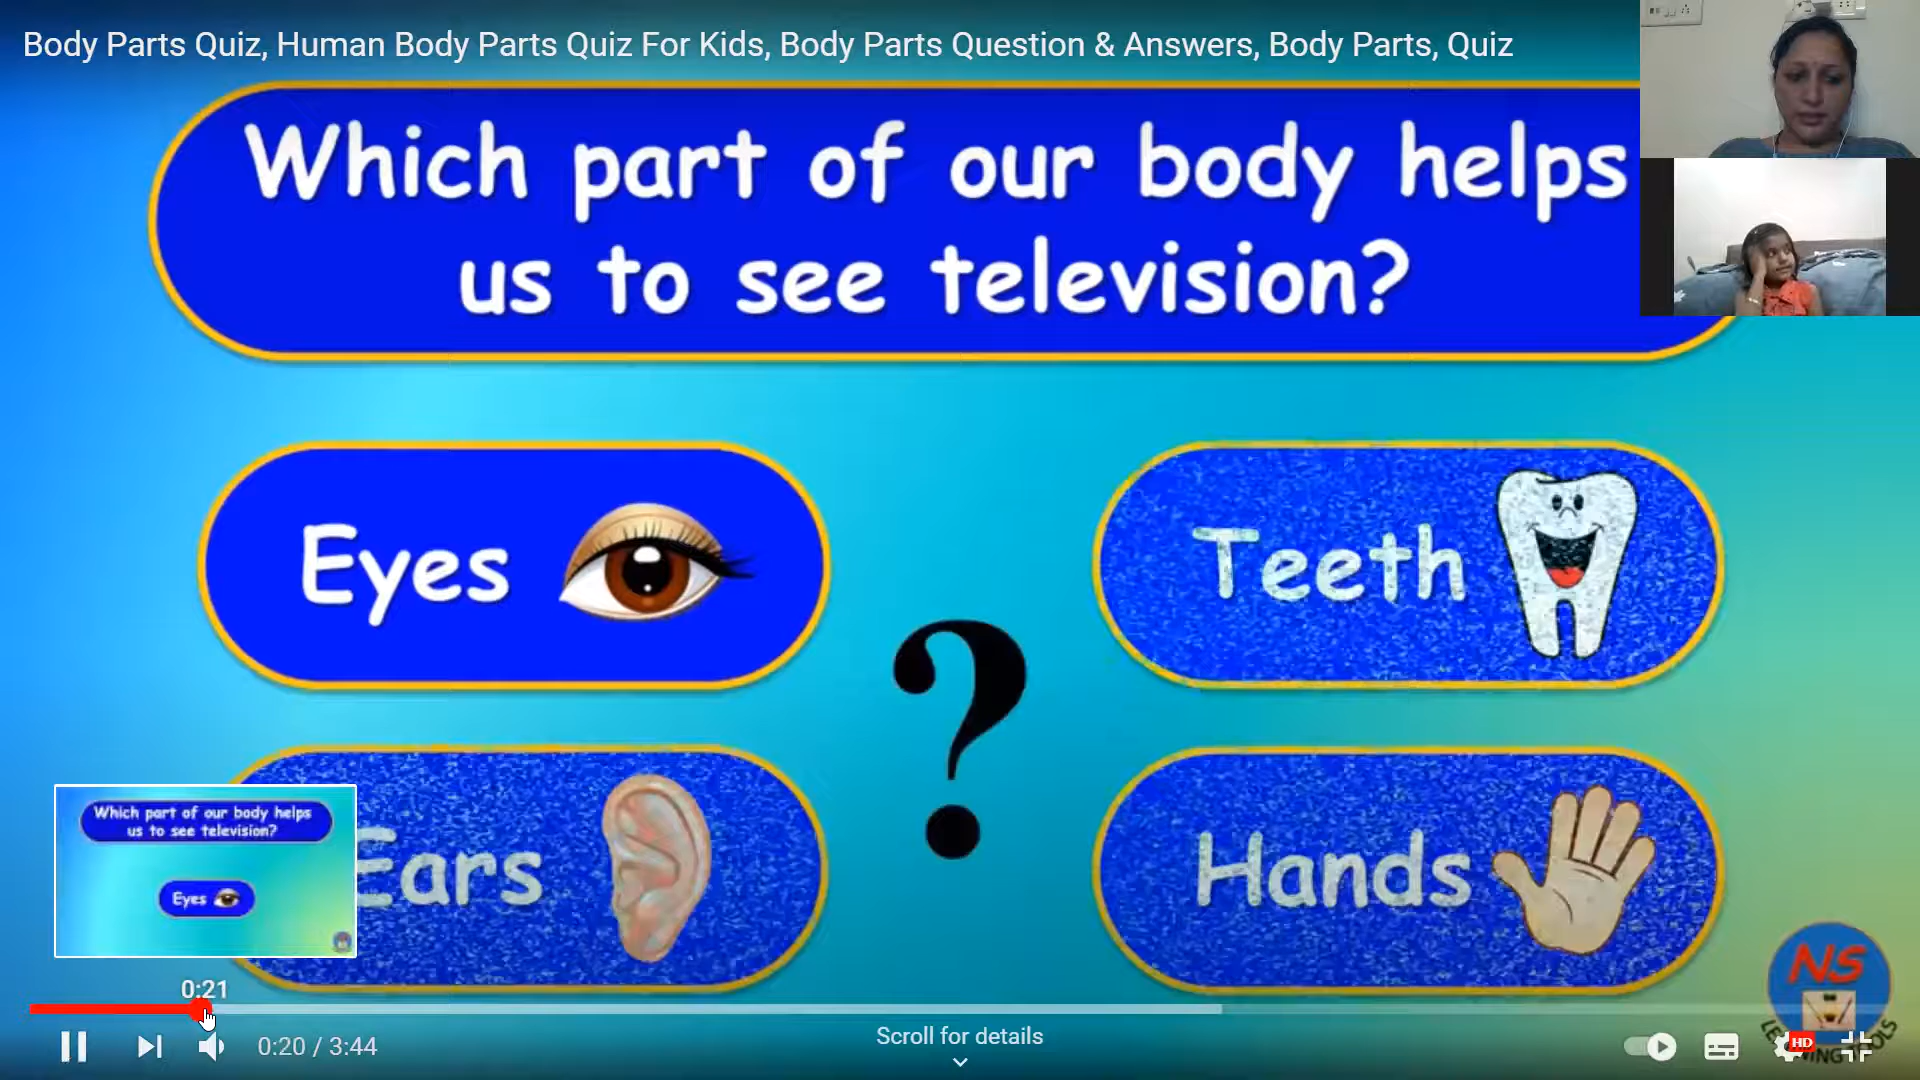 Body Parts Quiz, Human Body Parts Quiz For Kids, Body Parts Question & Answers, Body Parts, Quiz
Which part of our body helps
us to see television?
Eyes
Teeth
Ears
Hands
Which part of our body helps
us to see television?
Eyes
0:21
0:20 / 3:44
Scroll for details
HD
NS
LEARNING TOOLS